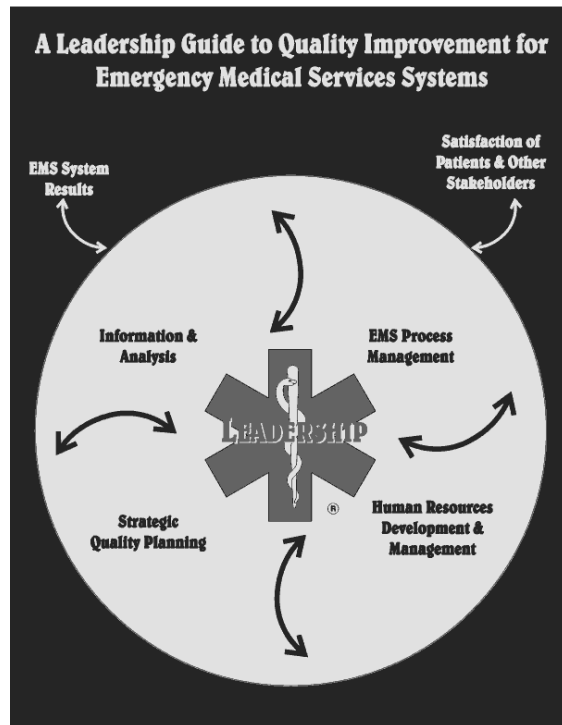 A Leadership Guide to Quality Improvement for
Emergency Medical Services Systems
EMS System
Results
Satisfaction of
Patients & Other
Stakeholders
Information &
Analysis
EMS Process
Management
LEADERSHIP
®
Strategic
Quality Planning
Human Resources
Development &
Management